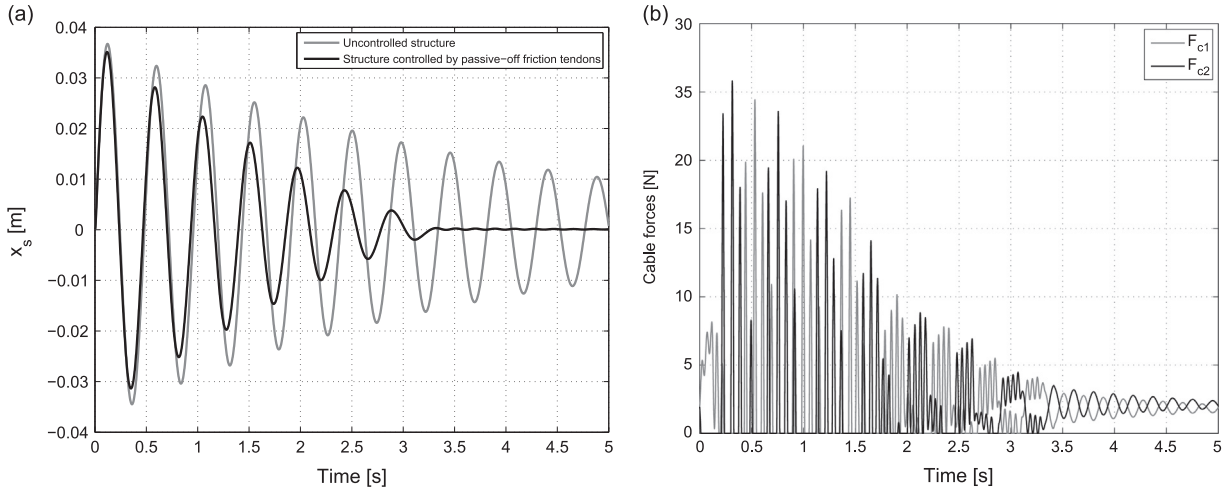 (a)
0.04
0.03
0.02
0.01
0
−0.01
−0.02
−0.03
−0.04
x_s [m]
Uncontrolled structure
Structure controlled by passive−off friction tendons
0 0.5 1 1.5 2 2.5 3 3.5 4 4.5 5
Time [s]
(b)
30
35
20
15
10
5
0
Cable forces [N]
F_c1
F_c2
0 0.5 1 1.5 2 2.5 3 3.5 4 4.5 5
Time [s]